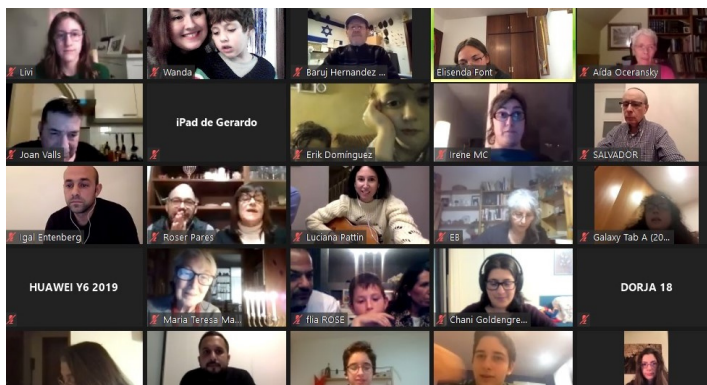 Livi
Wanda
Baruj Hernandez ...
Elisenda Font
Aída Oceransky
Joan Valls
iPad de Gerardo
Erik Domínguez
Irene MC
SALVADOR
Igal Entenberg
Roser Pares
Luciana Pattin
EB
Galaxy Tab A (20...
HUAWEI Y6 2019
Maria Teresa Ma...
flia ROSE
Chani Goldengre...
DORJA 18